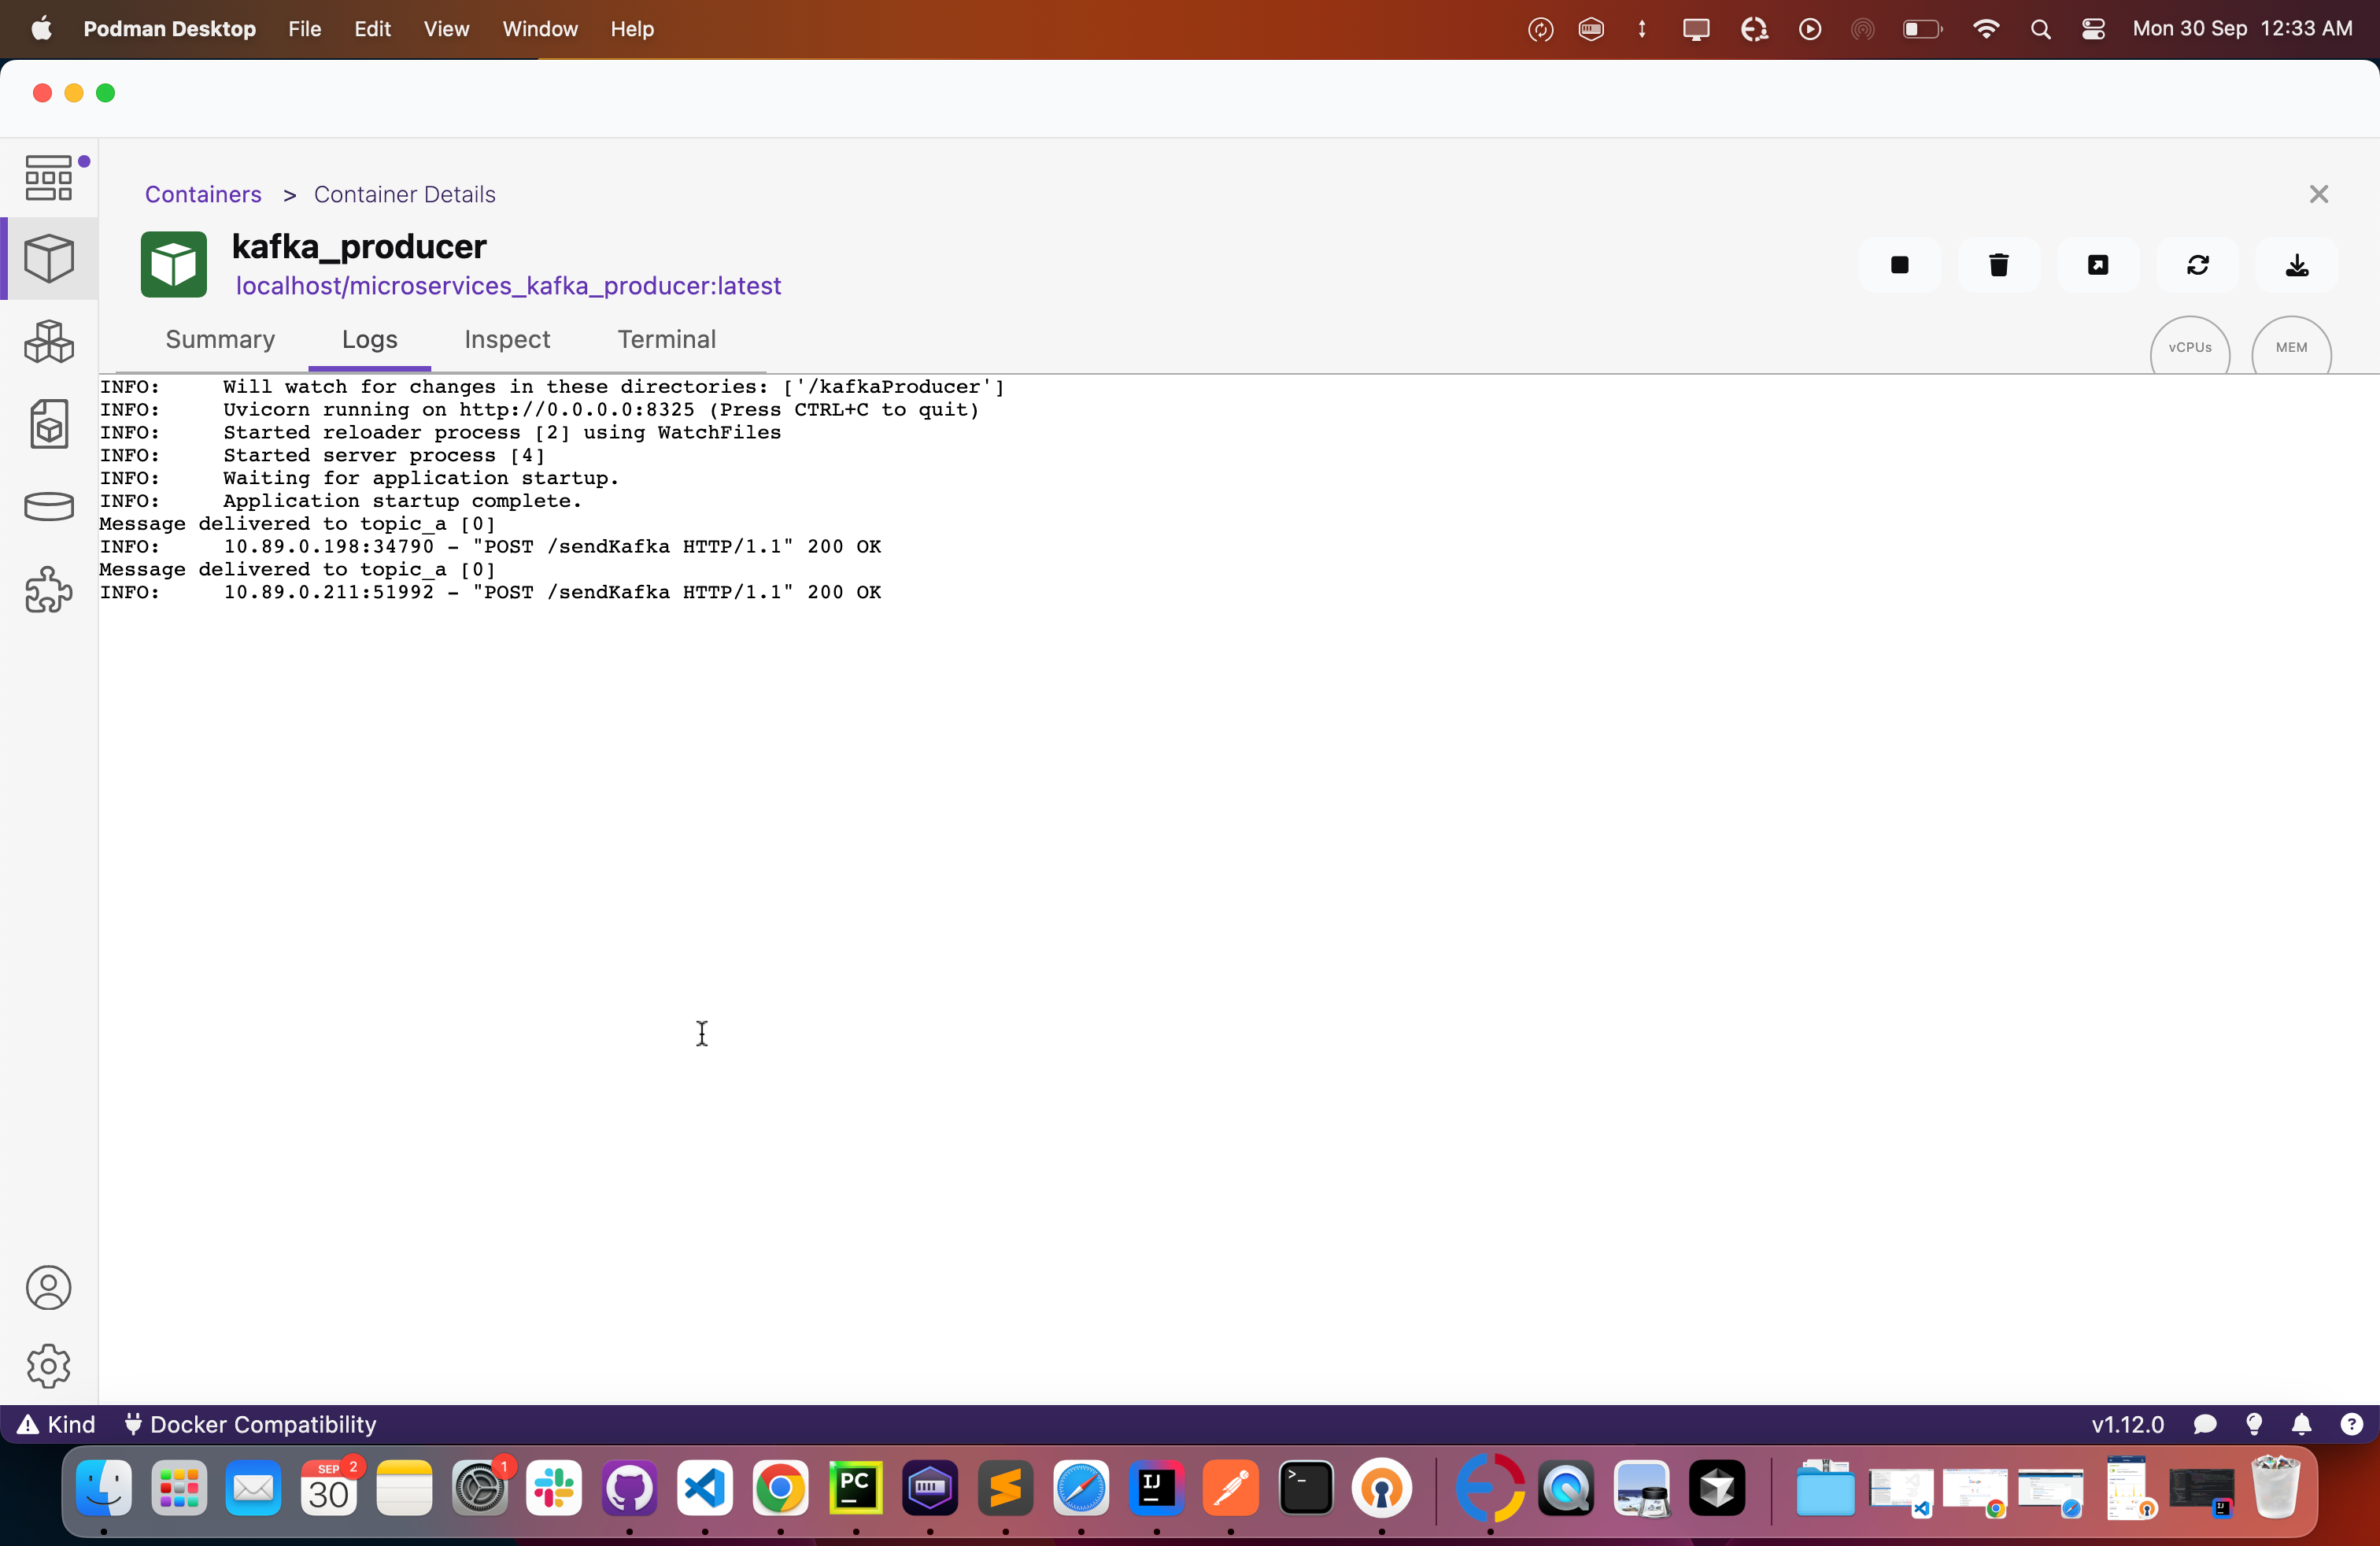 Podman Desktop File Edit View Window Help Mon 30 Sep 12:33 AM
Containers > Container Details
kafka_producer
localhost/microservices_kafka_producer:latest
Summary Logs Inspect Terminal vCPUs MEM
INFO: Will watch for changes in these directories: ['/kafkaProducer']
INFO: Uvicorn running on http://0.0.0.0:8325 (Press CTRL+C to quit)
INFO: Started reloader process [2] using WatchFiles
INFO: Started server process [4]
INFO: Waiting for application startup.
INFO: Application startup complete.
Message delivered to topic_a [0]
INFO: 10.89.0.198:34790 - "POST /sendKafka HTTP/1.1" 200 OK
Message delivered to topic_a [0]
INFO: 10.89.0.211:51992 - "POST /sendKafka HTTP/1.1" 200 OK
Kind Docker Compatibility v1.12.0
SEP 2 1
30 PC IJ